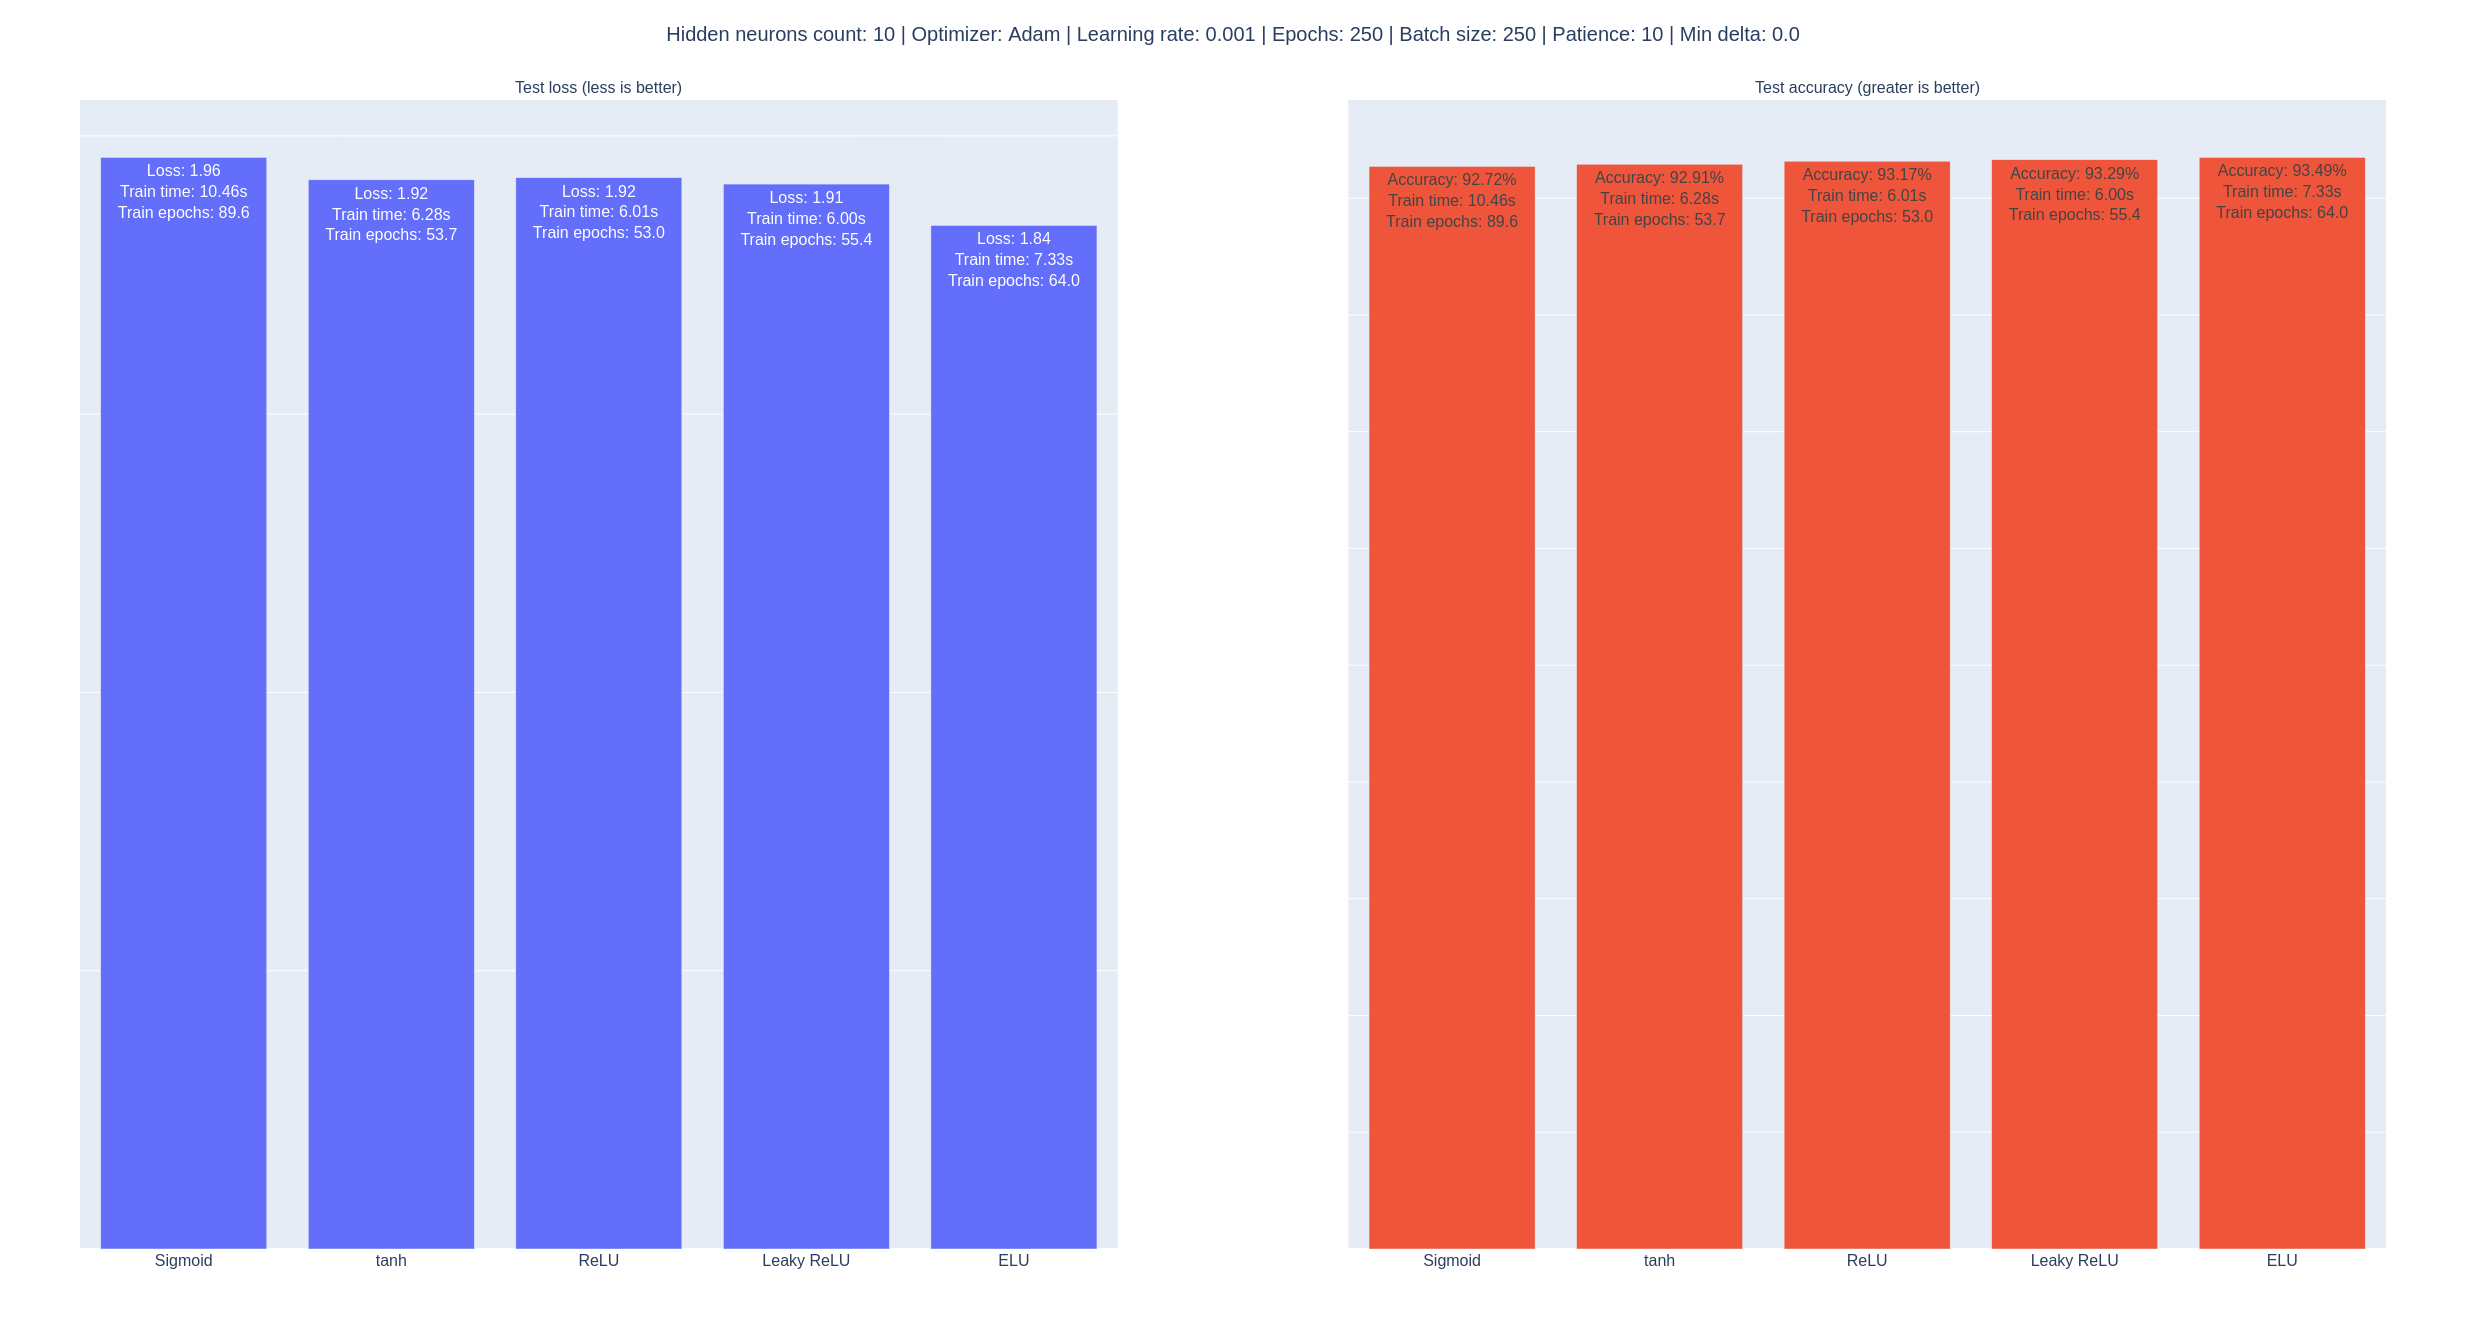 Hidden neurons count: 10 | Optimizer: Adam | Learning rate: 0.001 | Epochs: 250 | Batch size: 250 | Patience: 10 | Min delta: 0.0
Test loss (less is better)
Loss: 1.96
Train time: 10.46s
Train epochs: 89.6
Loss: 1.92
Train time: 6.28s
Train epochs: 53.7
Loss: 1.92
Train time: 6.01s
Train epochs: 53.0
Loss: 1.91
Train time: 6.00s
Train epochs: 55.4
Loss: 1.84
Train time: 7.33s
Train epochs: 64.0
Sigmoid
tanh
ReLU
Leaky ReLU
ELU
Test accuracy (greater is better)
Accuracy: 92.72%
Train time: 10.46s
Train epochs: 89.6
Accuracy: 92.91%
Train time: 6.28s
Train epochs: 53.7
Accuracy: 93.17%
Train time: 6.01s
Train epochs: 53.0
Accuracy: 93.29%
Train time: 6.00s
Train epochs: 55.4
Accuracy: 93.49%
Train time: 7.33s
Train epochs: 64.0
Sigmoid
tanh
ReLU
Leaky ReLU
ELU